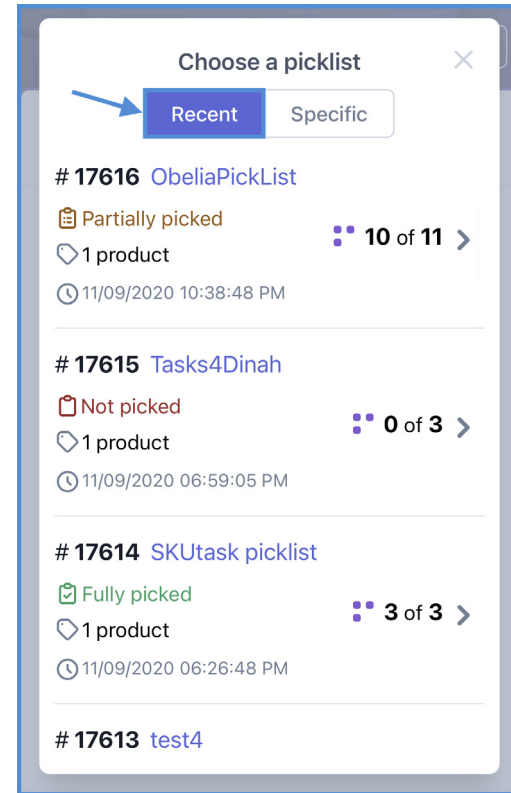 Choose a picklist
Recent Specific
# 17616 ObeliaPickList
Partially picked
10 of 11
1 product
11/09/2020 10:38:48 PM
# 17615 Tasks4Dinah
Not picked
0 of 3
1 product
11/09/2020 06:59:05 PM
# 17614 SKUtask picklist
Fully picked
3 of 3
1 product
11/09/2020 06:26:48 PM
# 17613 test4